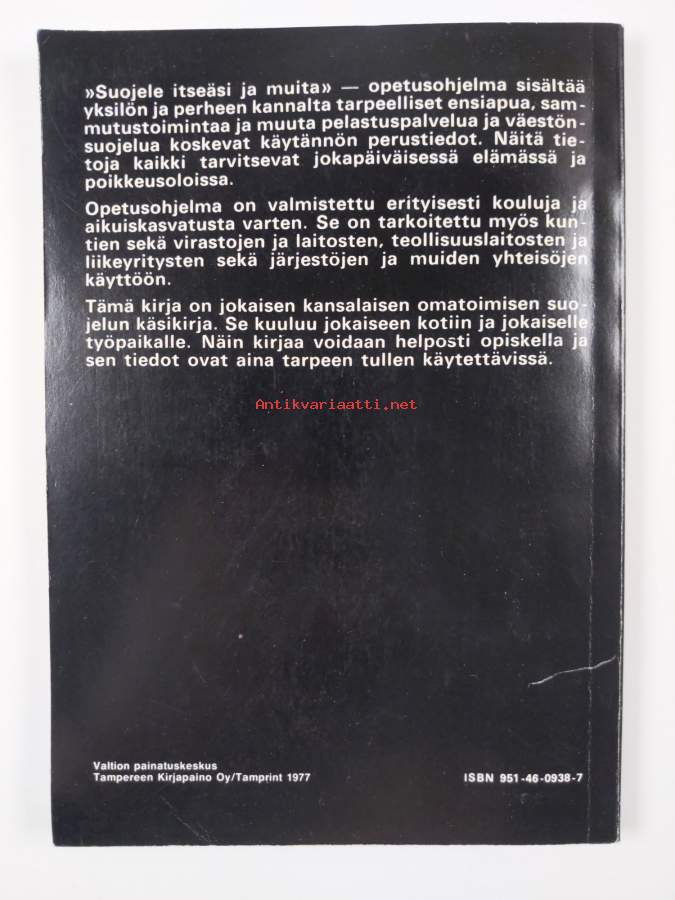 »Suojele itseäsi ja muita» — opetusohjelma sisältää
yksilön ja perheen kannalta tarpeelliset ensiapua, sam-
mutustoimintaa ja muuta pelastuspalvelua ja väestön-
suojelua koskevat käytännön perustiedot. Näitä tie-
toja kaikki tarvitsevat jokapäiväisessä elämässä ja
poikkeusoloissa.
Opetusohjelma on valmistettu erityisesti kouluja ja
aikuiskasvatusta varten. Se on tarkoitettu myös kun-
tien sekä virastojen ja laitosten, teollisuuslaitosten ja
liikeyritysten sekä järjestöjen ja muiden yhteisöjen
käyttöön.
Tämä kirja on jokaisen kansalaisen omatoimisen suo-
jelun käsikirja. Se kuuluu jokaiseen kotiin ja jokaiselle
työpaikalle. Näin kirjaa voidaan helposti opiskella ja
sen tiedot ovat aina tarpeen tullen käytettävissä.
Antikvariaatti.net
Valtion painatuskeskus
Tampereen Kirjapaino Oy/Tamprint 1977
ISBN 951-46-0938-7